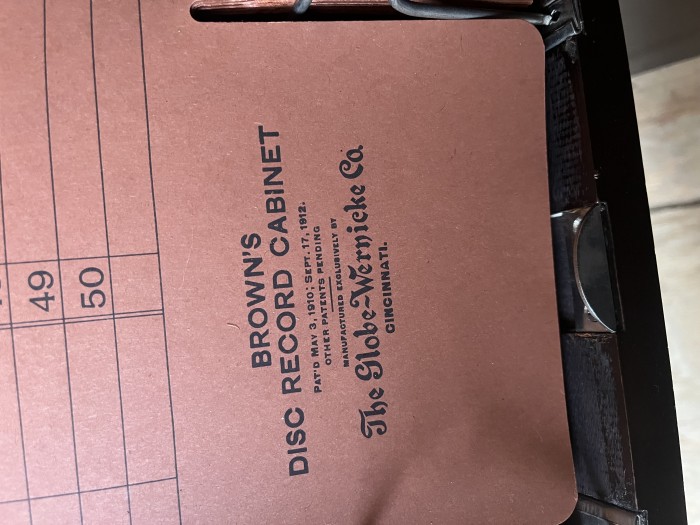 49
50
BROWN'S
DISC RECORD CABINET
PAT'D MAY 3, 1910; SEPT. 17, 1912.
OTHER PATENTS PENDING
MANUFACTURED EXCLUSIVELY BY
The Globe-Wernicke Co.
CINCINNATI.